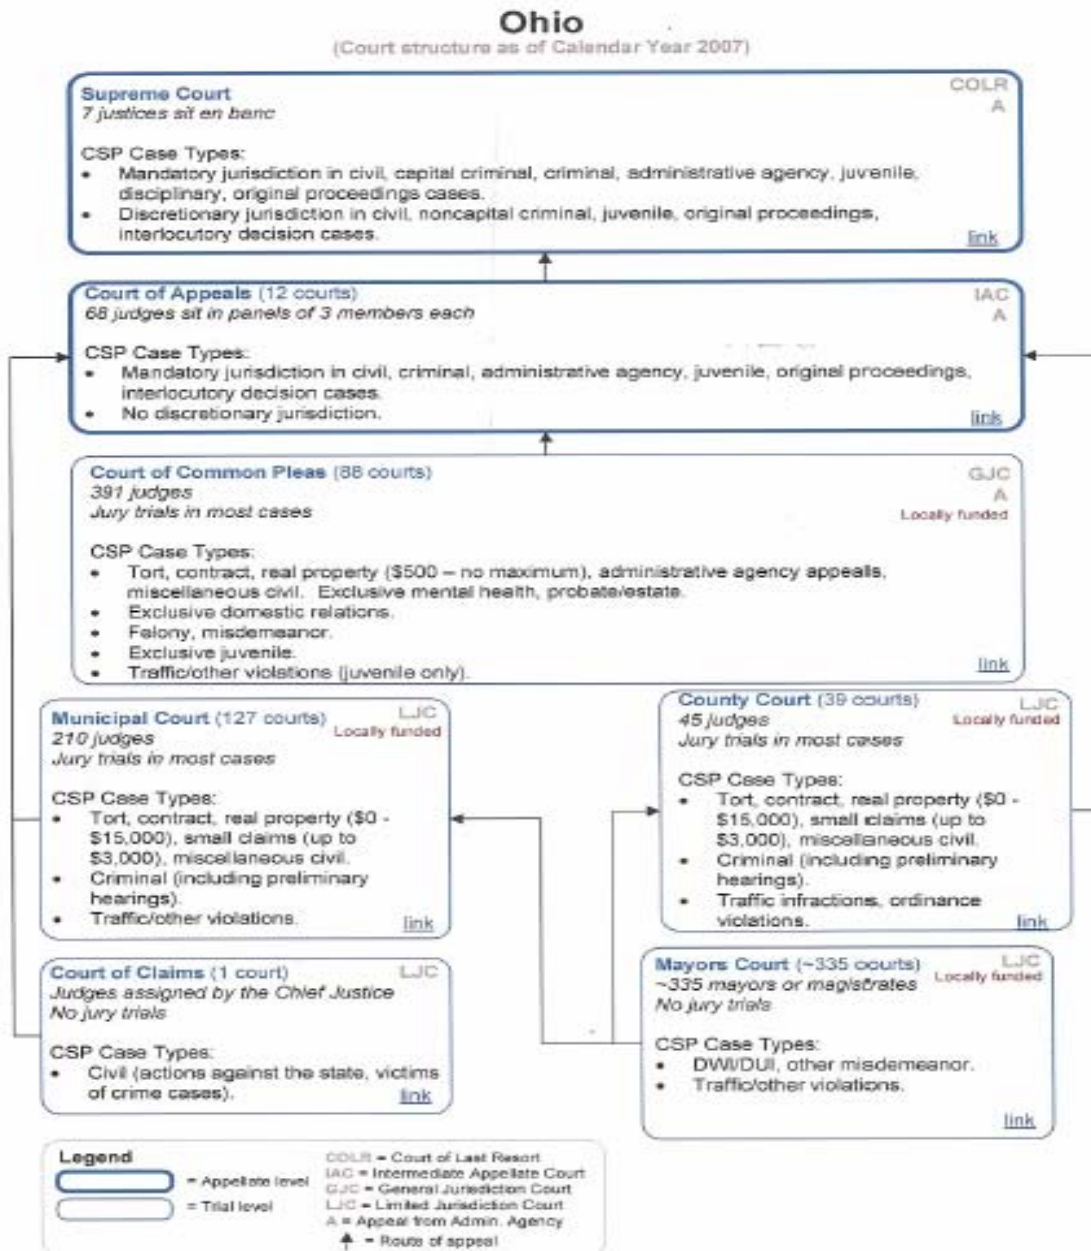 Ohio
(Court structure as of Calendar Year 2007)
Supreme Court
COLR
7 justices sit en banc
A
CSP Case Types:
• Mandatory jurisdiction in civil, capital criminal, criminal, administrative agency, juvenile,
disciplinary, original proceedings cases.
• Discretionary jurisdiction in civil, noncapital criminal, juvenile, original proceedings,
interlocutory decision cases.
link
Court of Appeals (12 courts)
IAC
68 judges sit in panels of 3 members each
A
CSP Case Types:
• Mandatory jurisdiction in civil, criminal, administrative agency, juvenile, original proceedings,
interlocutory decision cases.
• No discretionary jurisdiction.
link
Court of Common Pleas (88 courts)
GJC
391 judges
A
Jury trials in most cases
Locally funded
CSP Case Types:
• Tort, contract, real property ($500 – no maximum), administrative agency appeals,
miscellaneous civil. Exclusive mental health, probate/estate.
• Exclusive domestic relations.
• Felony, misdemeanor.
• Exclusive juvenile.
• Traffic/other violations (juvenile only).
link
Municipal Court (127 courts)
LJC
210 judges
Locally funded
Jury trials in most cases
CSP Case Types:
• Tort, contract, real property ($0 -
$15,000), small claims (up to
$3,000), miscellaneous civil.
• Criminal (including preliminary
hearings).
• Traffic/other violations.
link
County Court (39 courts)
LJC
45 judges
Locally funded
Jury trials in most cases
CSP Case Types:
• Tort, contract, real property ($0 -
$15,000), small claims (up to
$3,000), miscellaneous civil.
• Criminal (including preliminary
hearings).
• Traffic infractions, ordinance
violations.
link
Court of Claims (1 court)
LJC
Judges assigned by the Chief Justice
No jury trials
CSP Case Types:
• Civil (actions against the state, victims
of crime cases).
link
Mayors Court (~335 courts)
LJC
~335 mayors or magistrates
Locally funded
No jury trials
CSP Case Types:
• DWI/DUI, other misdemeanor.
• Traffic/other violations.
link
Legend
= Appellate level
= Trial level
COLR = Court of Last Resort
IAC = Intermediate Appellate Court
GJC = General Jurisdiction Court
LJC = Limited Jurisdiction Court
A = Appeal from Admin. Agency
= Route of appeal